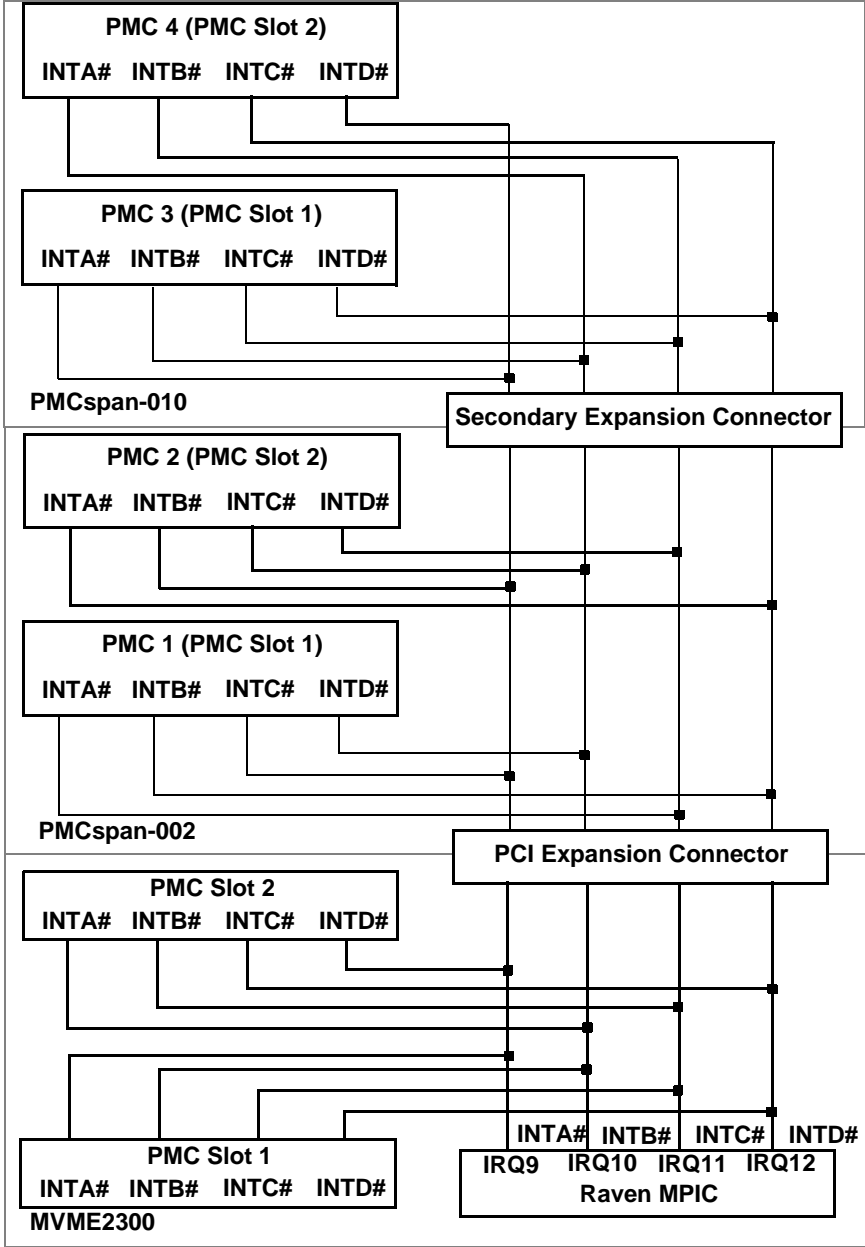 PMC 4 (PMC Slot 2)
INTA# INTB# INTC# INTD#
PMC 3 (PMC Slot 1)
INTA# INTB# INTC# INTD#
PMCspan-010
Secondary Expansion Connector
PMC 2 (PMC Slot 2)
INTA# INTB# INTC# INTD#
PMC 1 (PMC Slot 1)
INTA# INTB# INTC# INTD#
PMCspan-002
PCI Expansion Connector
PMC Slot 2
INTA# INTB# INTC# INTD#
INTA# INTB# INTC# INTD#
IRQ9 IRQ10 IRQ11 IRQ12
Raven MPIC
PMC Slot 1
INTA# INTB# INTC# INTD#
MVME2300